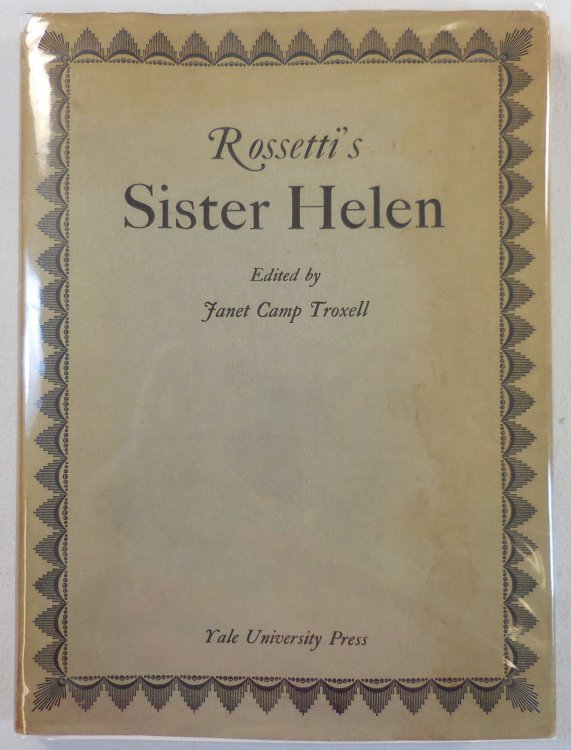 Rossetti's
Sister Helen
Edited by
Janet Camp Troxell
Yale University Press